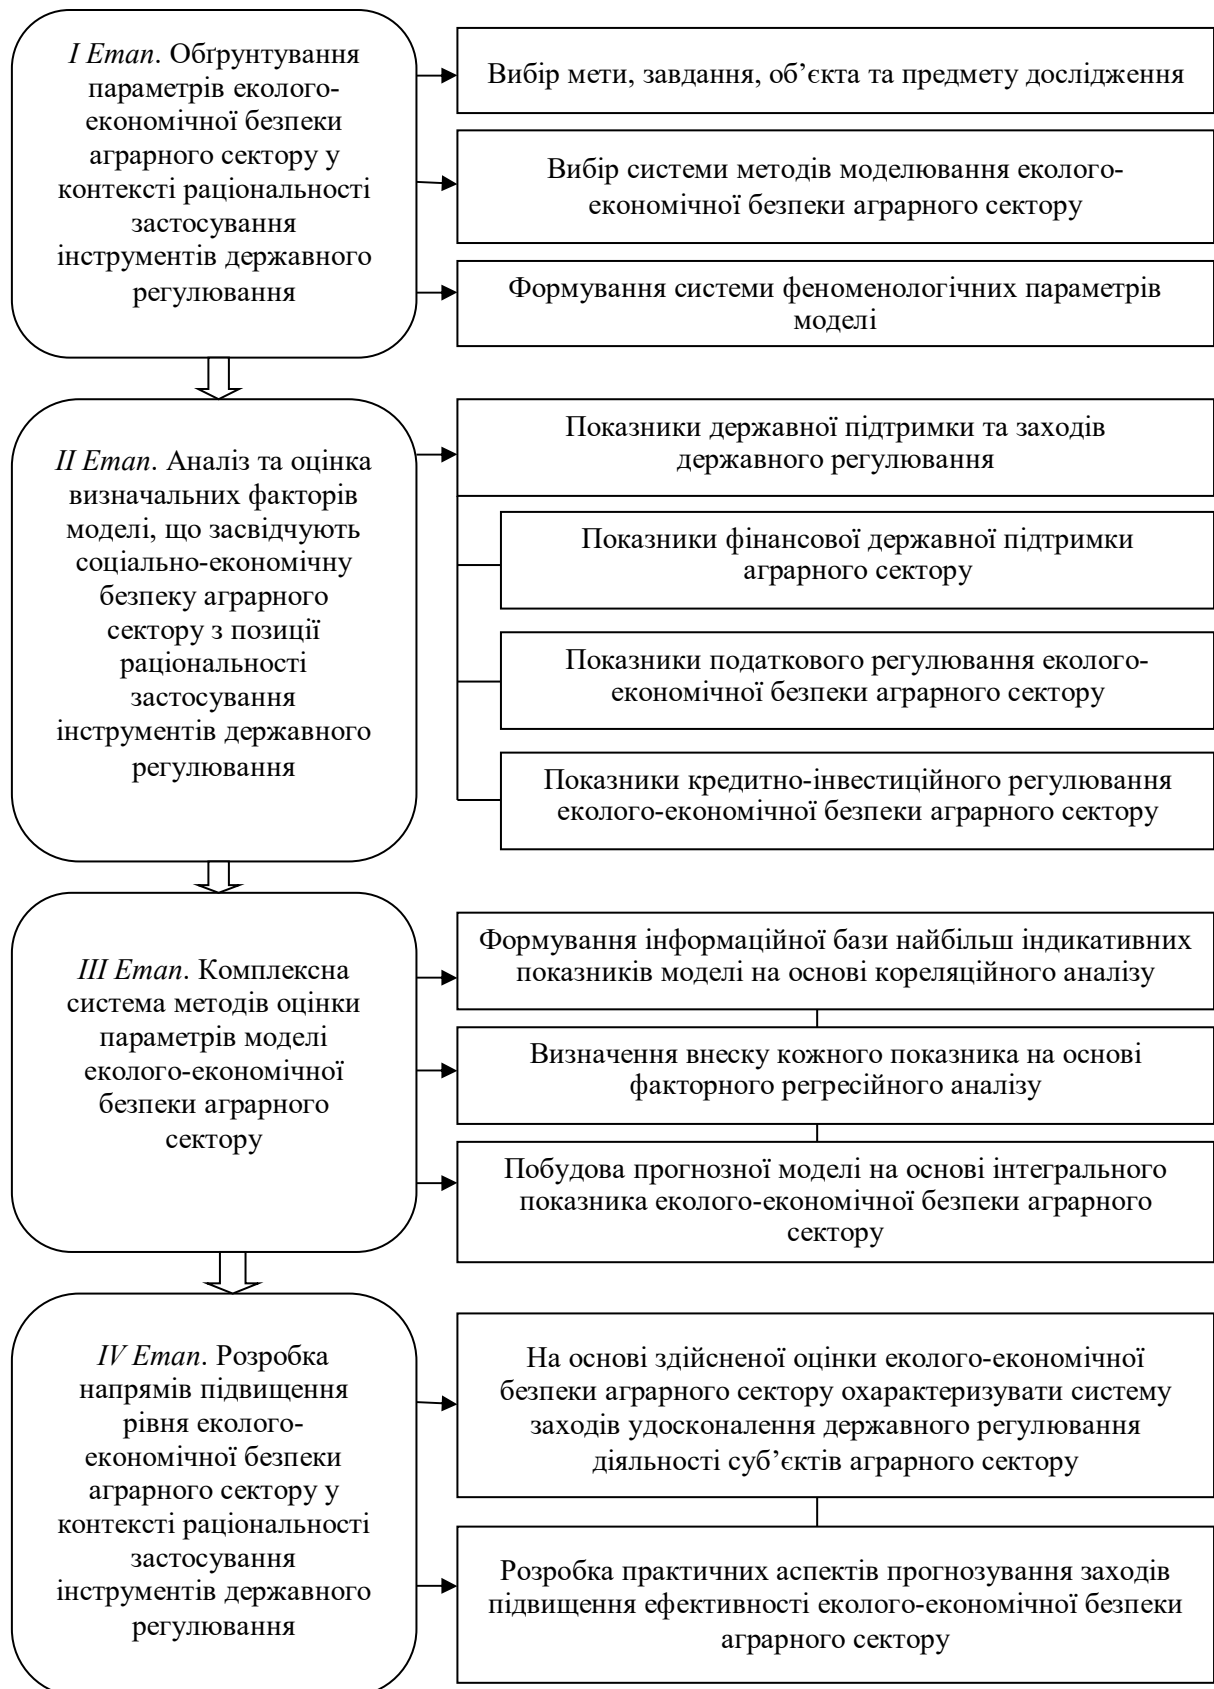 І Етап. Обґрунтування
параметрів еколого-
економічної безпеки
аграрного сектору у
контексті раціональності
застосування
інструментів державного
регулювання
Вибір мети, завдання, об’єкта та предмету дослідження
Вибір системи методів моделювання еколого-
економічної безпеки аграрного сектору
Формування системи феноменологічних параметрів
моделі
ІІ Етап. Аналіз та оцінка
визначальних факторів
моделі, що засвідчують
соціально-економічну
безпеку аграрного
сектору з позиції
раціональності
застосування
інструментів державного
регулювання
Показники державної підтримки та заходів
державного регулювання
Показники фінансової державної підтримки
аграрного сектору
Показники податкового регулювання еколого-
економічної безпеки аграрного сектору
Показники кредитно-інвестиційного регулювання
еколого-економічної безпеки аграрного сектору
ІІІ Етап. Комплексна
система методів оцінки
параметрів моделі
еколого-економічної
безпеки аграрного
сектору
Формування інформаційної бази найбільш індикативних
показників моделі на основі кореляційного аналізу
Визначення внеску кожного показника на основі
факторного регресійного аналізу
Побудова прогнозної моделі на основі інтегрального
показника еколого-економічної безпеки аграрного
сектору
IV Етап. Розробка
напрямів підвищення
рівня еколого-
економічної безпеки
аграрного сектору у
контексті раціональності
застосування
інструментів державного
регулювання
На основі здійсненої оцінки еколого-економічної
безпеки аграрного сектору охарактеризувати систему
заходів удосконалення державного регулювання
діяльності суб’єктів аграрного сектору
Розробка практичних аспектів прогнозування заходів
підвищення ефективності еколого-економічної безпеки
аграрного сектору